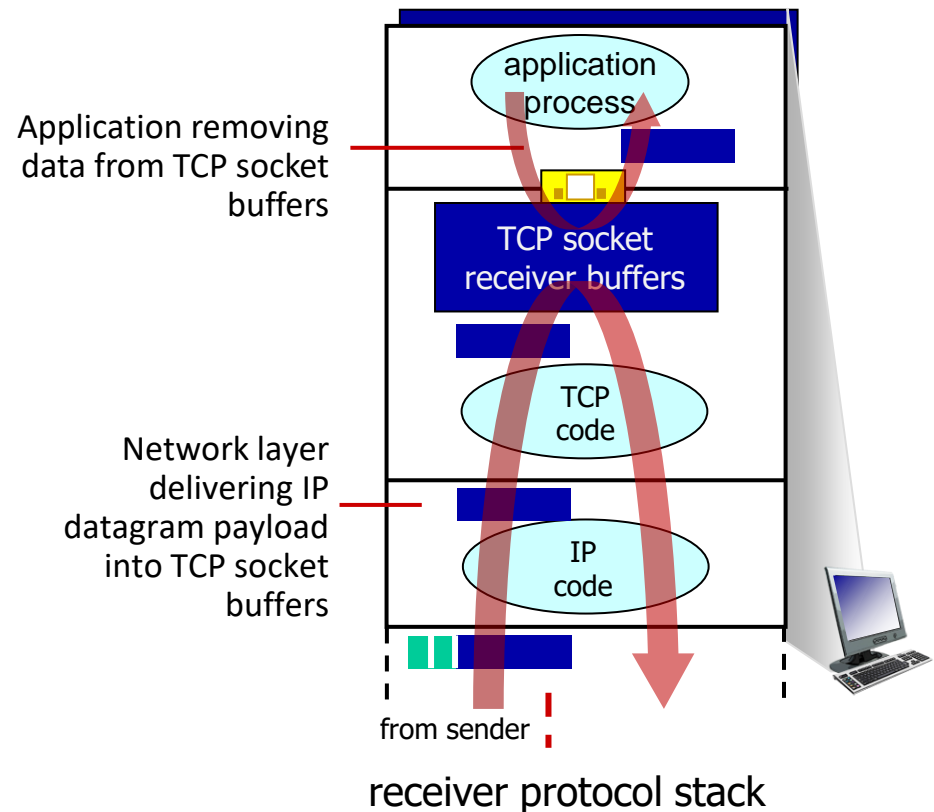 application
process
Application removing
data from TCP socket
buffers
TCP socket
receiver buffers
TCP
code
Network layer
delivering IP
datagram payload
into TCP socket
buffers
IP
code
from sender
receiver protocol stack